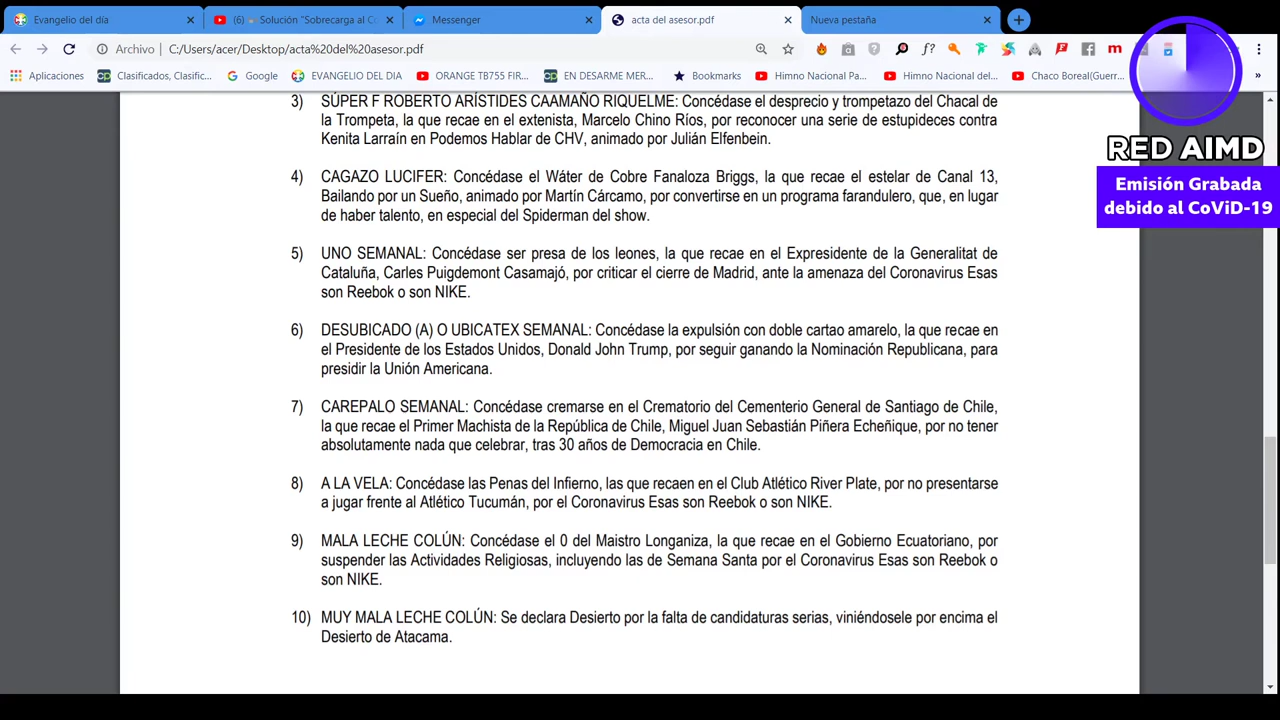 Evangelio del día
(6) Solución "Sobrecarga al Co
Messenger
acta del asesor.pdf
Nueva pestaña
Archivo | C:/Users/acer/Desktop/acta%20del%20asesor.pdf
Aplicaciones
Clasificados, Clasific...
Google
EVANGELIO DEL DIA
ORANGE TB755 FIR...
EN DESARME MER...
Bookmarks
Himno Nacional Pa...
Himno Nacional del...
Chaco Boreal(Guerr...
»
RED AIMD
Emisión Grabada
debido al CoViD-19
3) SÚPER F ROBERTO ARÍSTIDES CAAMAÑO RIQUELME: Concédase el desprecio y trompetazo del Chacal de
la Trompeta, la que recae en el extenista, Marcelo Chino Ríos, por reconocer una serie de estupideces contra
Kenita Larraín en Podemos Hablar de CHV, animado por Julián Elfenbein.
4) CAGAZO LUCIFER: Concédase el Wáter de Cobre Fanaloza Briggs, la que recae el estelar de Canal 13,
Bailando por un Sueño, animado por Martín Cárcamo, por convertirse en un programa farandulero, que, en lugar
de haber talento, en especial del Spiderman del show.
5) UNO SEMANAL: Concédase ser presa de los leones, la que recae en el Expresidente de la Generalitat de
Cataluña, Carles Puigdemont Casamajó, por criticar el cierre de Madrid, ante la amenaza del Coronavirus Esas
son Reebok o son NIKE.
6) DESUBICADO (A) O UBICATEX SEMANAL: Concédase la expulsión con doble cartao amarelo, la que recae en
el Presidente de los Estados Unidos, Donald John Trump, por seguir ganando la Nominación Republicana, para
presidir la Unión Americana.
7) CAREPALO SEMANAL: Concédase cremarse en el Crematorio del Cementerio General de Santiago de Chile,
la que recae el Primer Machista de la República de Chile, Miguel Juan Sebastián Piñera Echeñique, por no tener
absolutamente nada que celebrar, tras 30 años de Democracia en Chile.
8) A LA VELA: Concédase las Penas del Infierno, las que recaen en el Club Atlético River Plate, por no presentarse
a jugar frente al Atlético Tucumán, por el Coronavirus Esas son Reebok o son NIKE.
9) MALA LECHE COLÚN: Concédase el 0 del Maistro Longaniza, la que recae en el Gobierno Ecuatoriano, por
suspender las Actividades Religiosas, incluyendo las de Semana Santa por el Coronavirus Esas son Reebok o
son NIKE.
10) MUY MALA LECHE COLÚN: Se declara Desierto por la falta de candidaturas serias, viniéndosele por encima el
Desierto de Atacama.